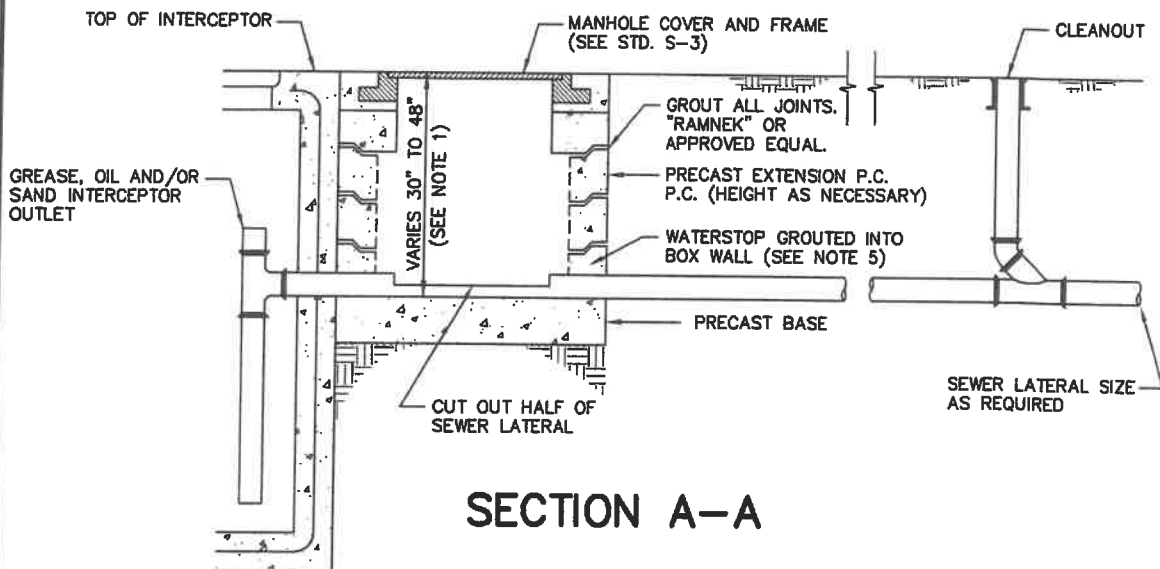 TOP OF INTERCEPTOR
MANHOLE COVER AND FRAME
(SEE STD. S-3)
CLEANOUT
GROUT ALL JOINTS.
"RAMNEK" OR
APPROVED EQUAL.
GREASE, OIL AND/OR
SAND INTERCEPTOR
OUTLET
VARIES 30" TO 48"
(SEE NOTE 1)
PRECAST EXTENSION P.C.
P.C. (HEIGHT AS NECESSARY)
WATERSTOP GROUTED INTO
BOX WALL (SEE NOTE 5)
PRECAST BASE
CUT OUT HALF OF
SEWER LATERAL
SEWER LATERAL SIZE
AS REQUIRED
SECTION A-A